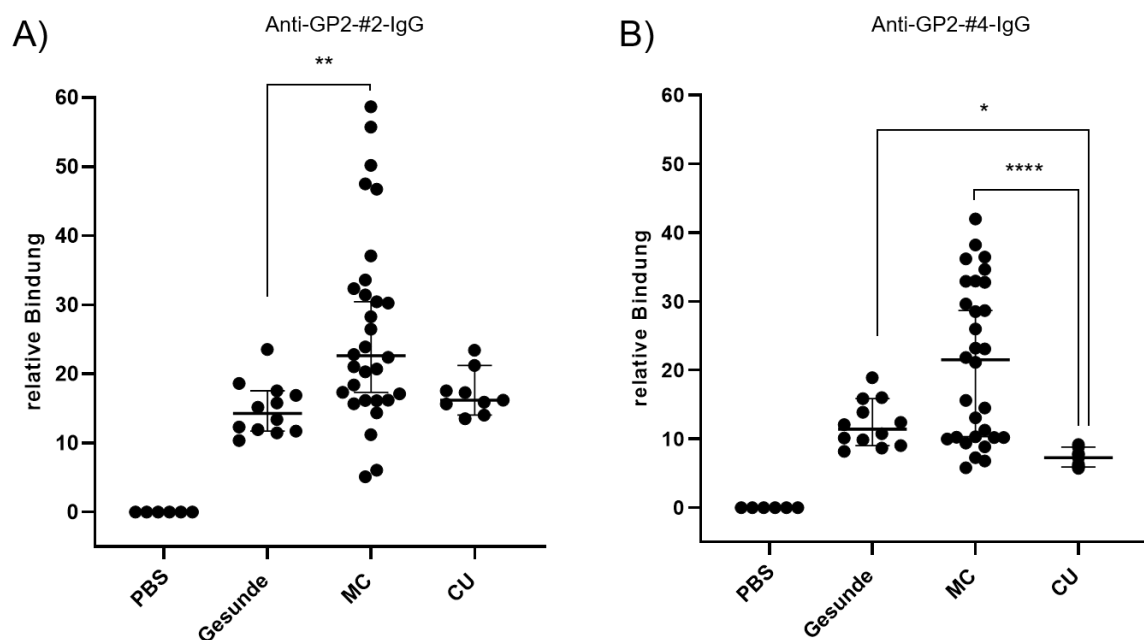 A)
Anti-GP2-#2-IgG
**
relative Bindung
60
50
40
30
20
10
0
PBS
Gesunde
MC
CU
B)
Anti-GP2-#4-IgG
*
****
relative Bindung
60
50
40
30
20
10
0
PBS
Gesunde
MC
CU